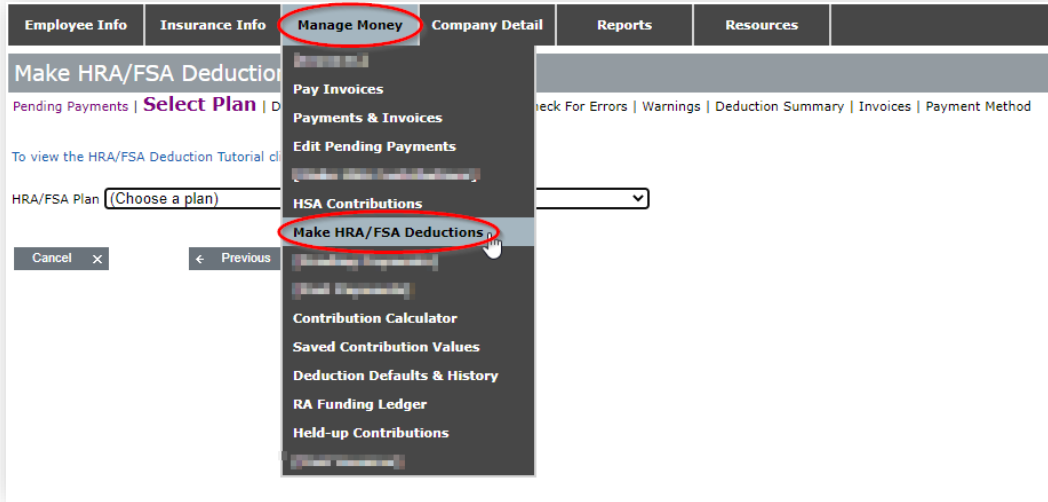 Employee Info Insurance Info Manage Money Company Detail Reports Resources
Make HRA/FSA Deduction
Pending Payments | Select Plan | D
eck For Errors | Warnings | Deduction Summary | Invoices | Payment Method
To view the HRA/FSA Deduction Tutorial cl
HRA/FSA Plan (Choose a plan)
Cancel x
← Previous
Pay Invoices
Payments & Invoices
Edit Pending Payments
HSA Contributions
Make HRA/FSA Deductions
Contribution Calculator
Saved Contribution Values
Deduction Defaults & History
RA Funding Ledger
Held-up Contributions